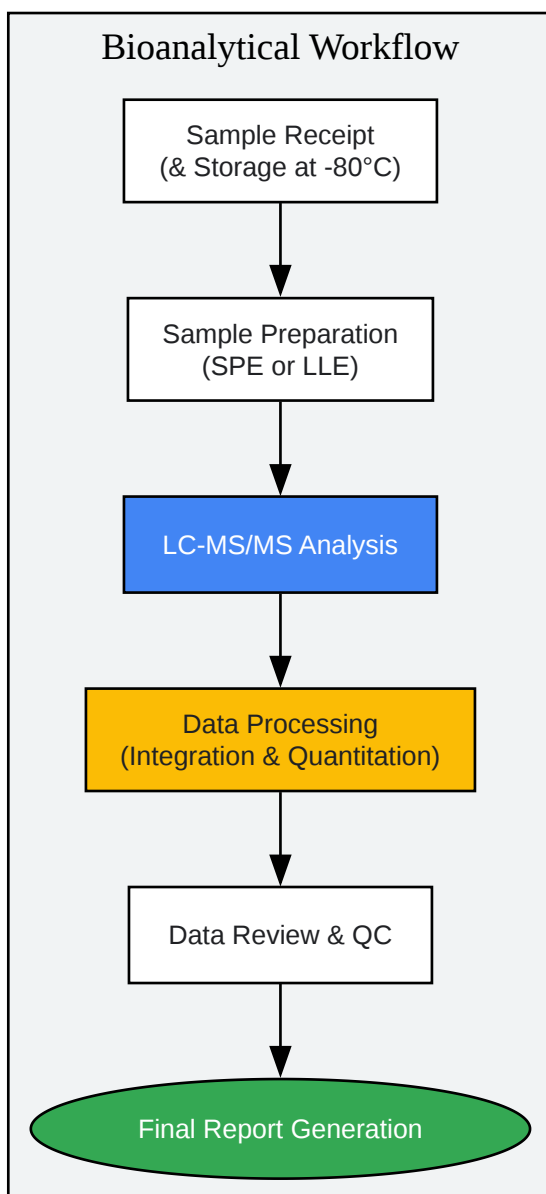 Bioanalytical Workflow
Sample Receipt
(& Storage at -80°C)
Sample Preparation
(SPE or LLE)
LC-MS/MS Analysis
Data Processing
(Integration & Quantitation)
Data Review & QC
Final Report Generation